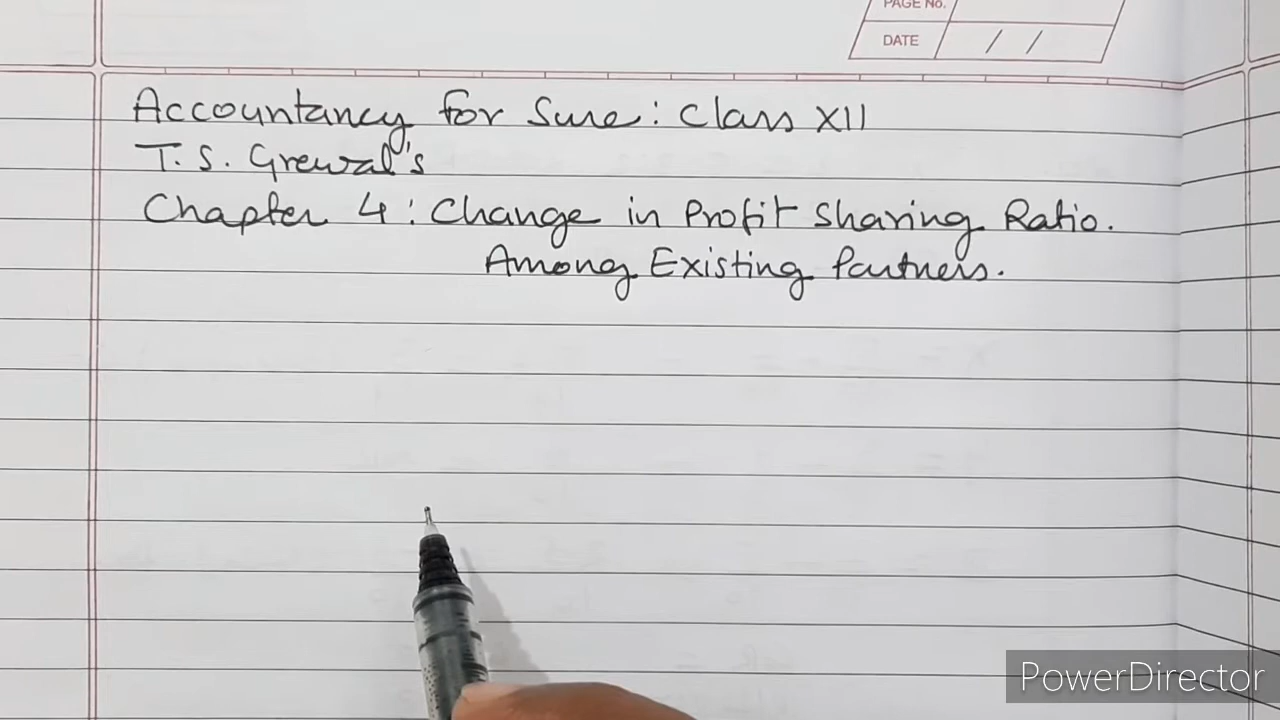 PAGE No.
DATE / /
Accountancy for Sure : Class XII
T. S. Grewal's
Chapter 4 : Change in Profit Sharing Ratio.
Among Existing Partners.
PowerDirector